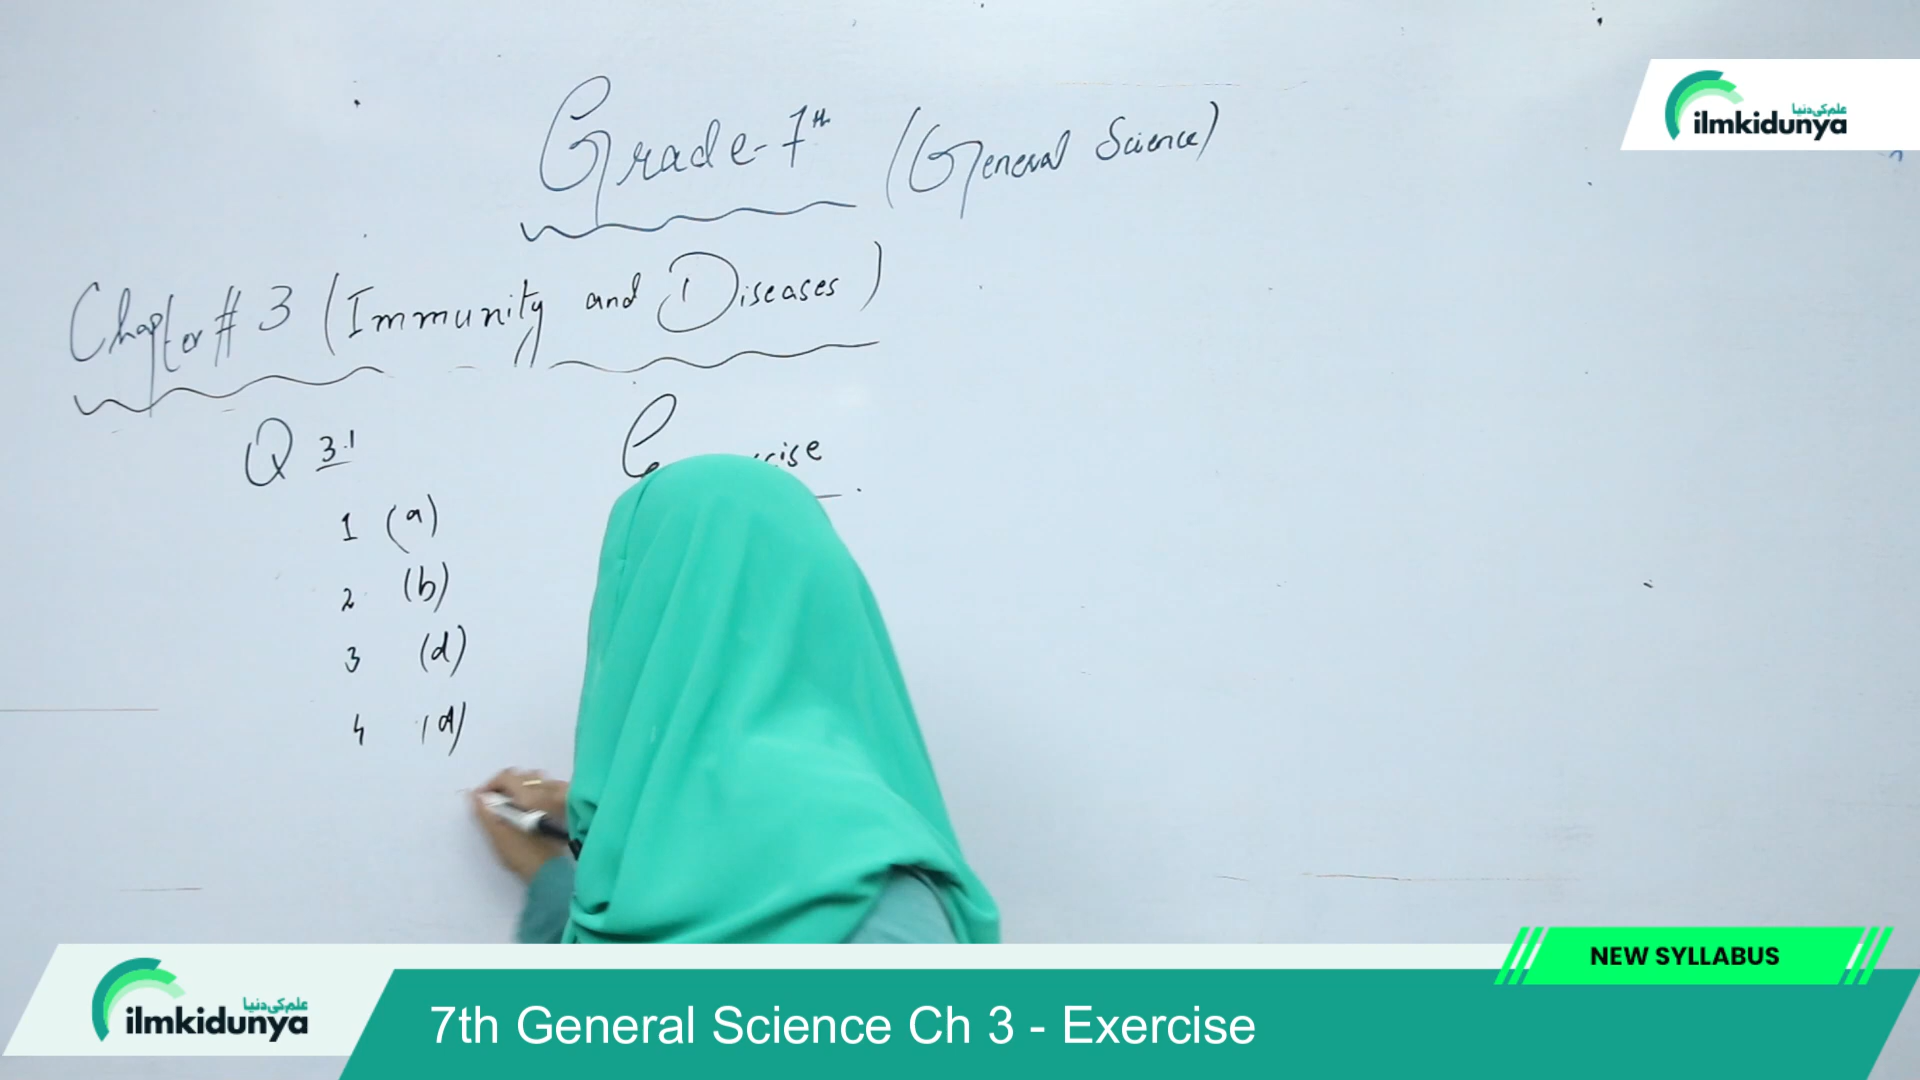 Grade-7th (General Science)
علم کی دنیا
ilmkidunya
Chapter # 3 (Immunity and Diseases)
Q 3.1
1 (a)
2 (b)
3 (d)
4 (d)
NEW SYLLABUS
علم کی دنیا
ilmkidunya
7th General Science Ch 3 - Exercise